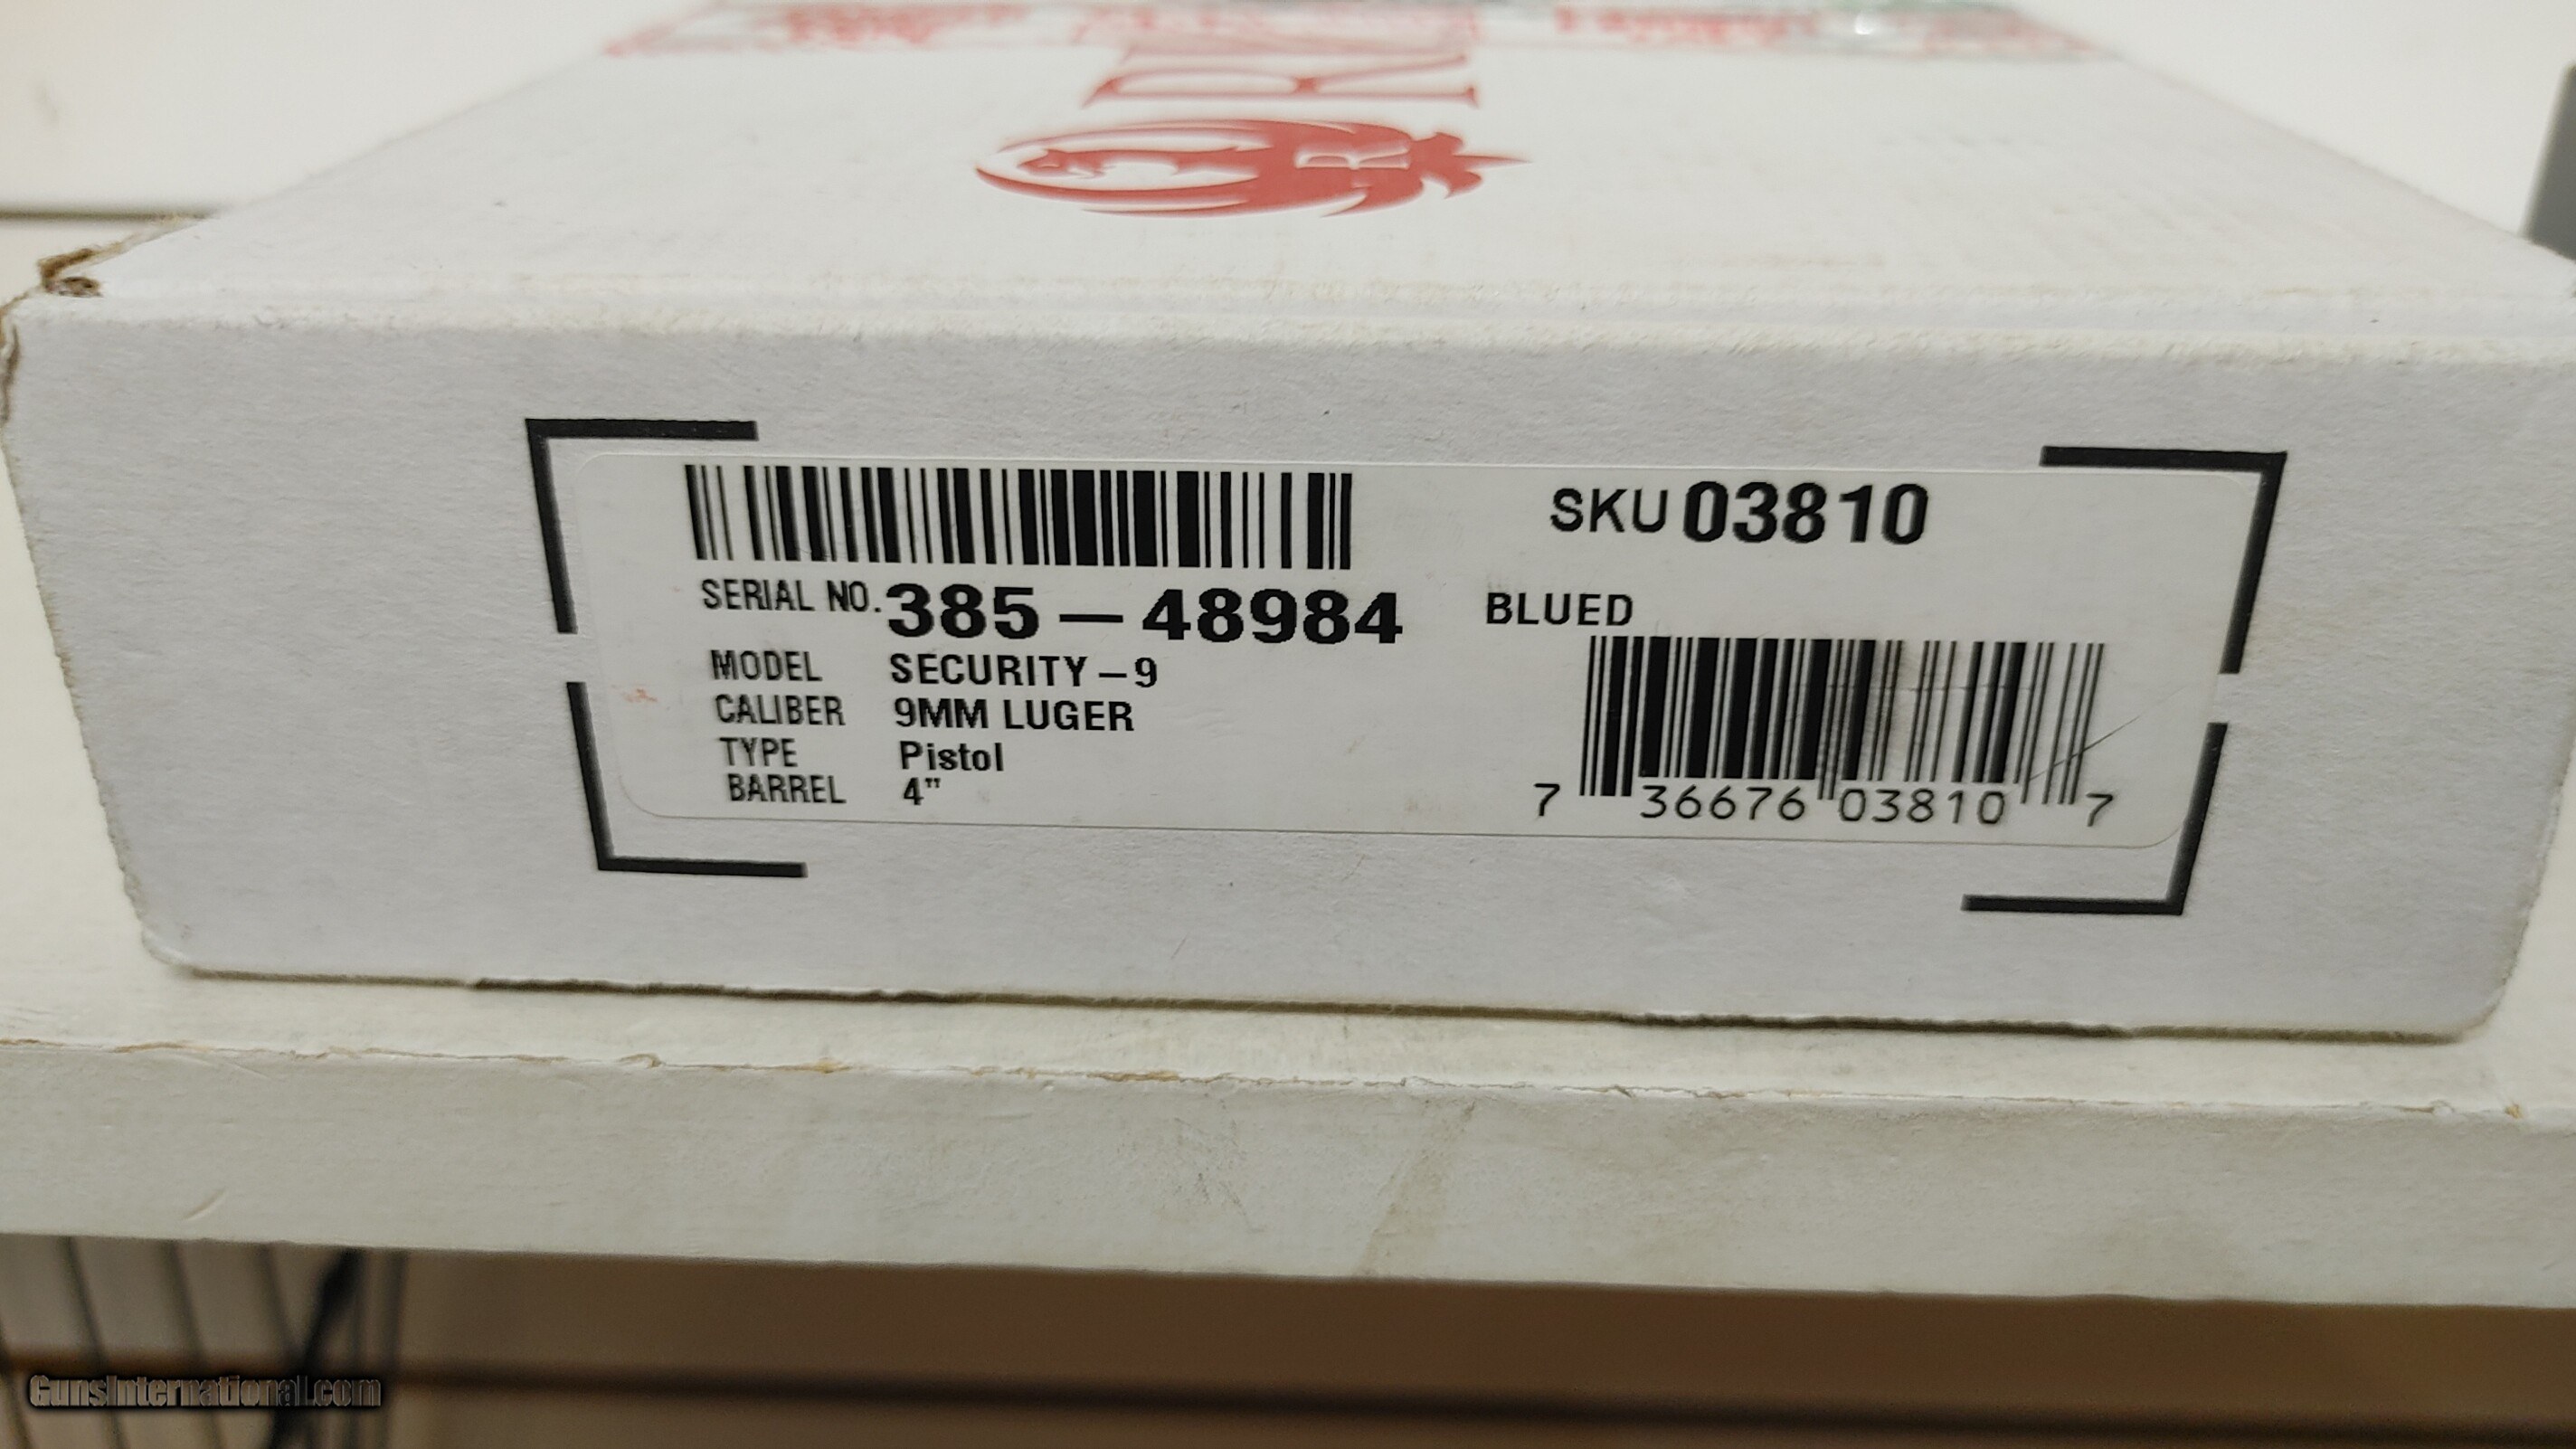 R
SKU 03810
SERIAL NO. 385-48984
BLUED
MODEL SECURITY-9
CALIBER 9MM LUGER
TYPE Pistol
BARREL 4"
7 36676 03810 7
GunsInternational.com